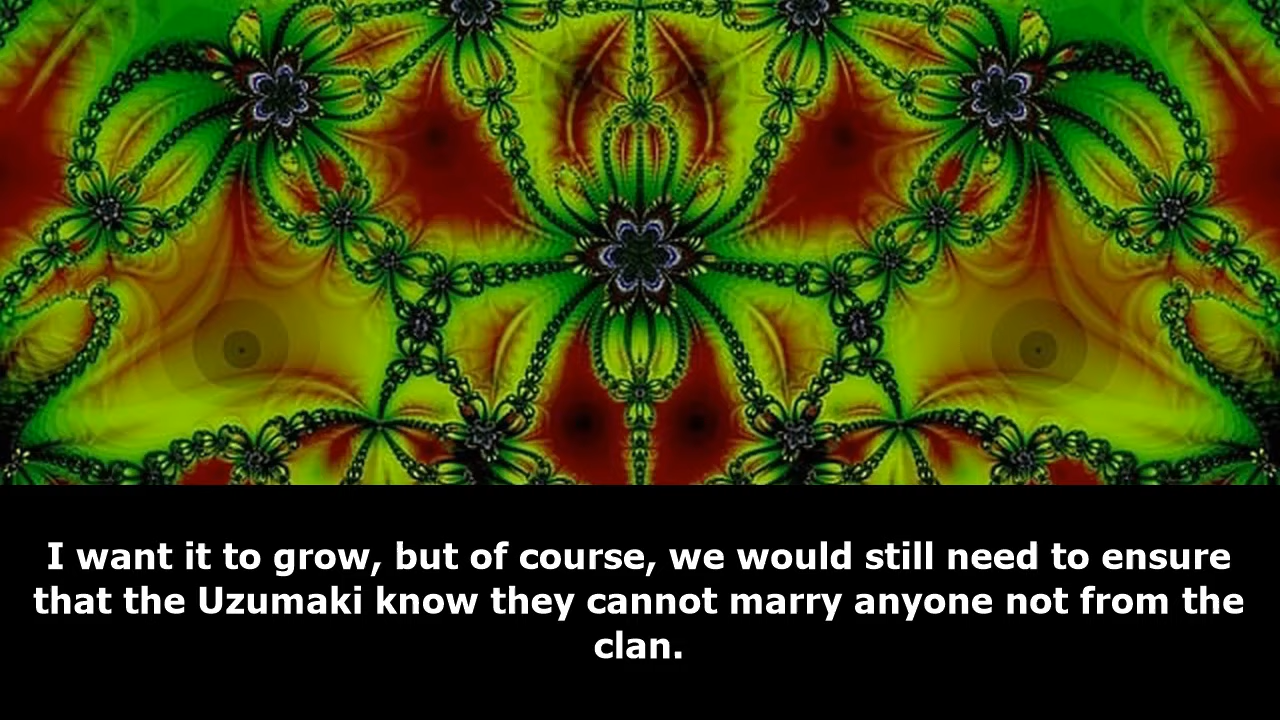 I want it to grow, but of course, we would still need to ensure
that the Uzumaki know they cannot marry anyone not from the
clan.